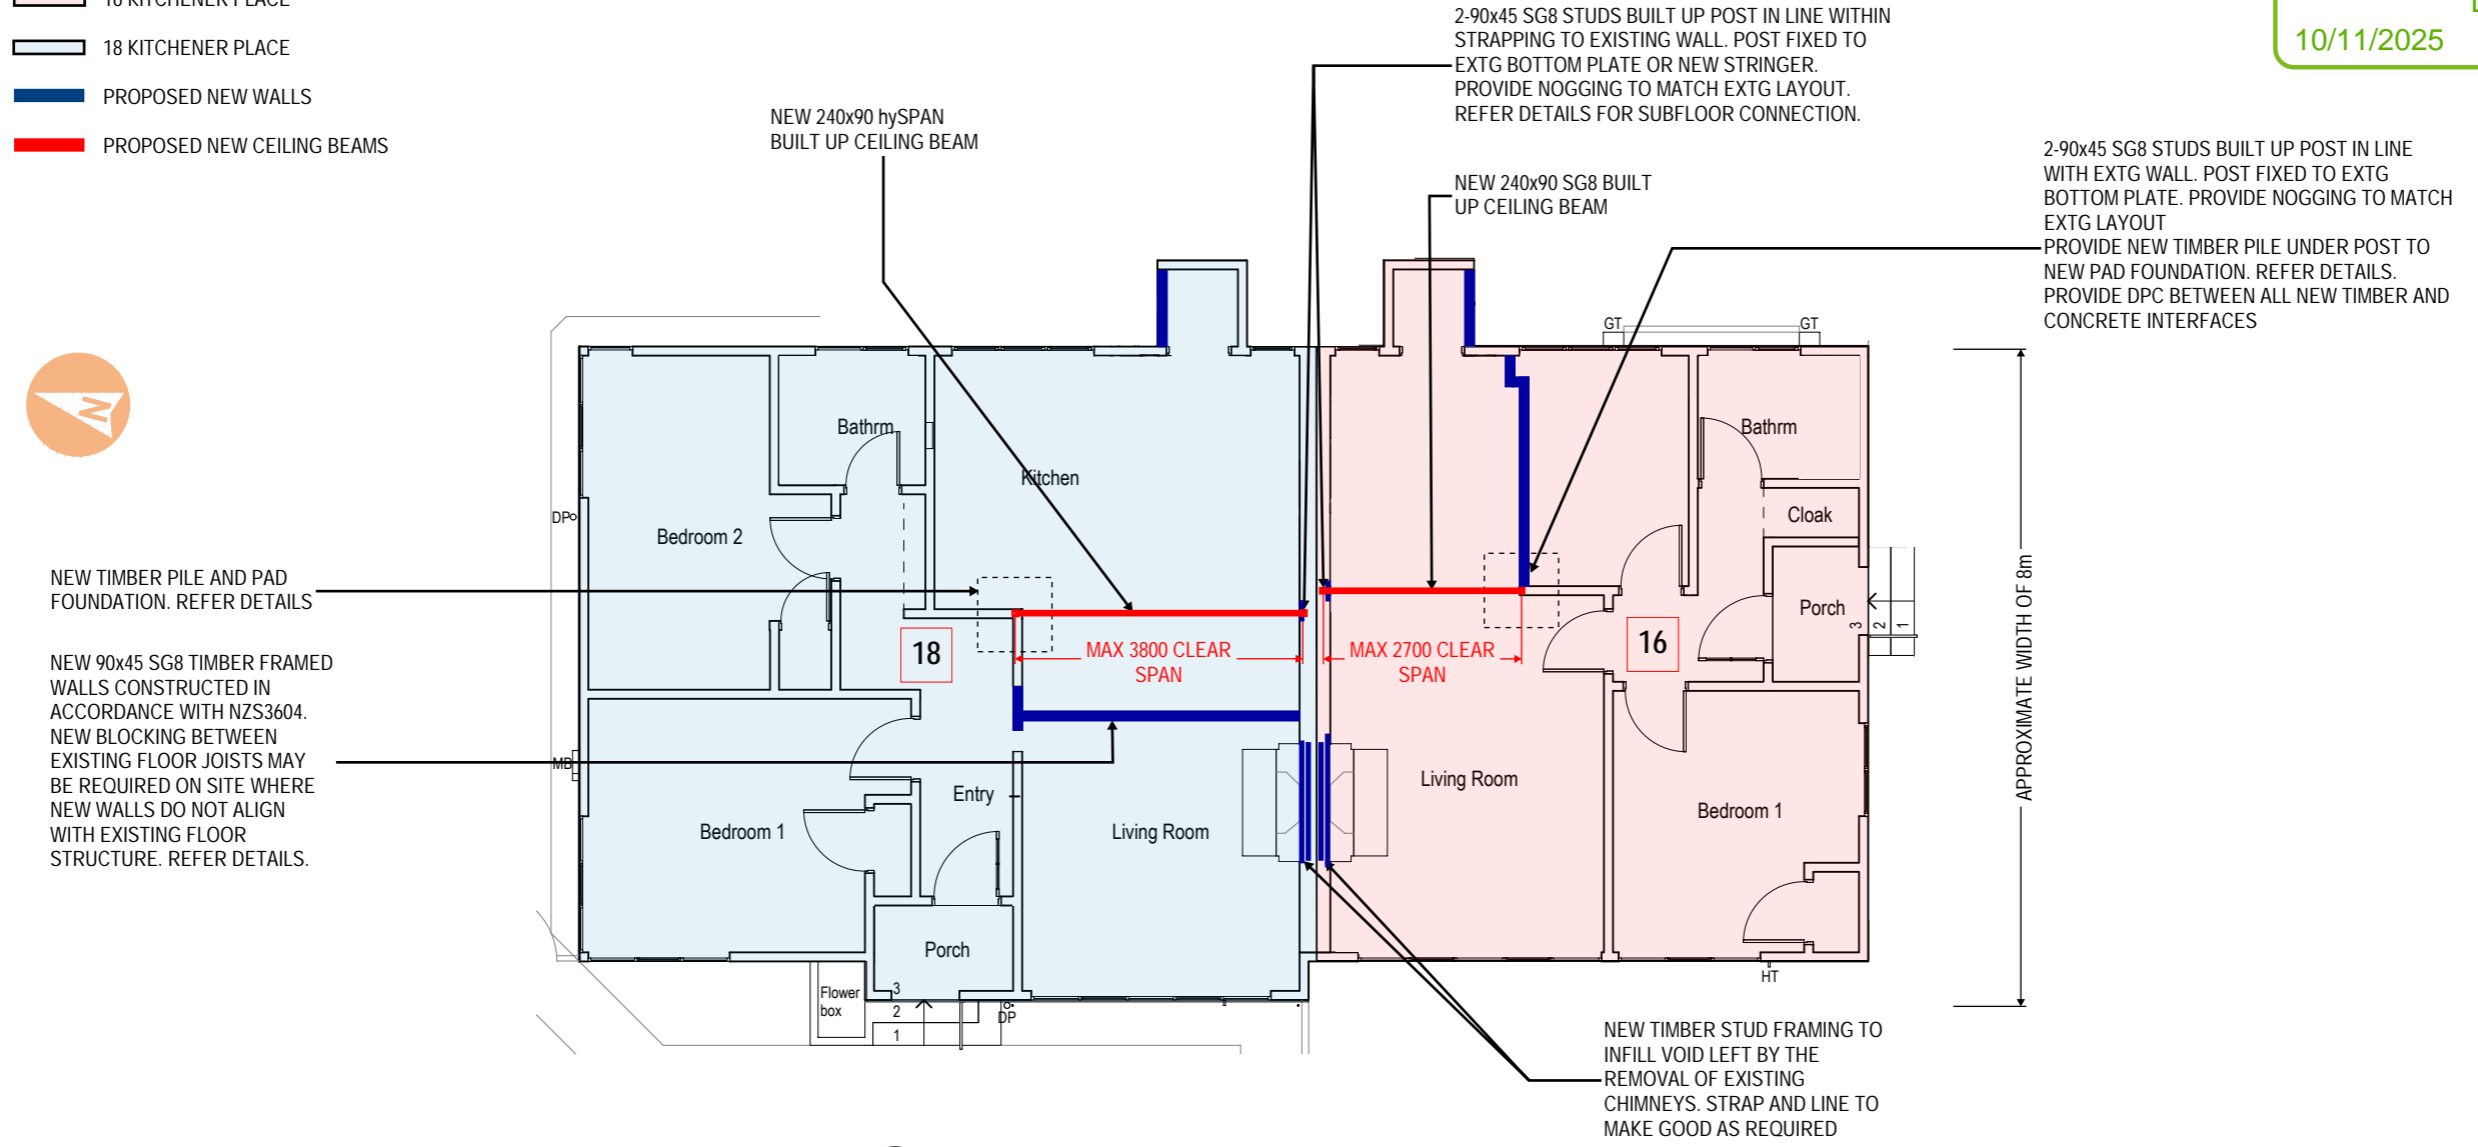 16 KITCHENER PLACE
18 KITCHENER PLACE
PROPOSED NEW WALLS
PROPOSED NEW CEILING BEAMS
10/11/2025
2-90x45 SG8 STUDS BUILT UP POST IN LINE WITHIN
STRAPPING TO EXISTING WALL. POST FIXED TO
EXTG BOTTOM PLATE OR NEW STRINGER.
PROVIDE NOGGING TO MATCH EXTG LAYOUT.
REFER DETAILS FOR SUBFLOOR CONNECTION.
NEW 240x90 hySPAN
BUILT UP CEILING BEAM
NEW 240x90 SG8 BUILT
UP CEILING BEAM
2-90x45 SG8 STUDS BUILT UP POST IN LINE
WITH EXTG WALL. POST FIXED TO EXTG
BOTTOM PLATE. PROVIDE NOGGING TO MATCH
EXTG LAYOUT
PROVIDE NEW TIMBER PILE UNDER POST TO
NEW PAD FOUNDATION. REFER DETAILS.
PROVIDE DPC BETWEEN ALL NEW TIMBER AND
CONCRETE INTERFACES
N
GT
GT
Bathrm
Kitchen
Bathrm
DP
Bedroom 2
Cloak
NEW TIMBER PILE AND PAD
FOUNDATION. REFER DETAILS
Porch
3
2
1
18
MAX 3800 CLEAR
SPAN
MAX 2700 CLEAR
SPAN
16
APPROXIMATE WIDTH OF 8m
NEW 90x45 SG8 TIMBER FRAMED
WALLS CONSTRUCTED IN
ACCORDANCE WITH NZS3604.
NEW BLOCKING BETWEEN
EXISTING FLOOR JOISTS MAY
BE REQUIRED ON SITE WHERE
NEW WALLS DO NOT ALIGN
WITH EXISTING FLOOR
STRUCTURE. REFER DETAILS.
MB
Entry
Bedroom 1
Living Room
Living Room
Bedroom 1
Porch
HT
Flower
box
3
2
1
DP
NEW TIMBER STUD FRAMING TO
INFILL VOID LEFT BY THE
REMOVAL OF EXISTING
CHIMNEYS. STRAP AND LINE TO
MAKE GOOD AS REQUIRED